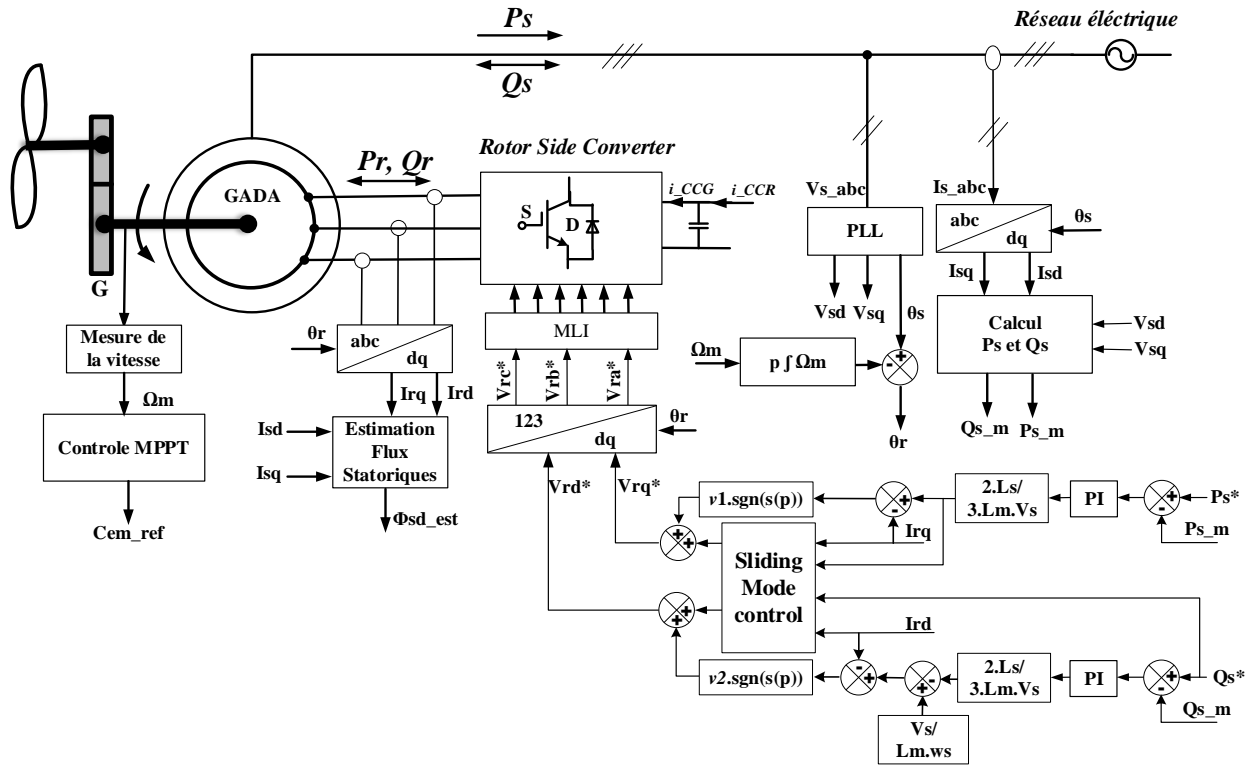 Ps
Réseau éléctrique
Qs
Rotor Side Converter
Pr, Qr
GADA
S
D
i_CCG
i_CCR
Vs_abc
Is_abc
PLL
abc
dq
θs
Isq
Isd
Vsd
Vsq
θs
G
MLI
Calcul
Ps et Qs
Vsd
Vsq
Mesure de
la vitesse
θr
abc
dq
Ωm
p ∫ Ωm
-
+
Vrc*
Vrb*
Vra*
Ωm
Irq
Ird
123
dq
θr
θr
Qs_m
Ps_m
Controle MPPT
Isd
Isq
Estimation
Flux
Statoriques
Vrd*
Vrq*
Cem_ref
Φsd_est
v1.sgn(s(p))
+
-
2.Ls/
3.Lm.Vs
PI
+
-
Ps*
Ps_m
Irq
+
+
Sliding
Mode
control
+
+
Ird
v2.sgn(s(p))
+
-
-
+
2.Ls/
3.Lm.Vs
PI
+
-
Qs*
Qs_m
Vs/
Lm.ws